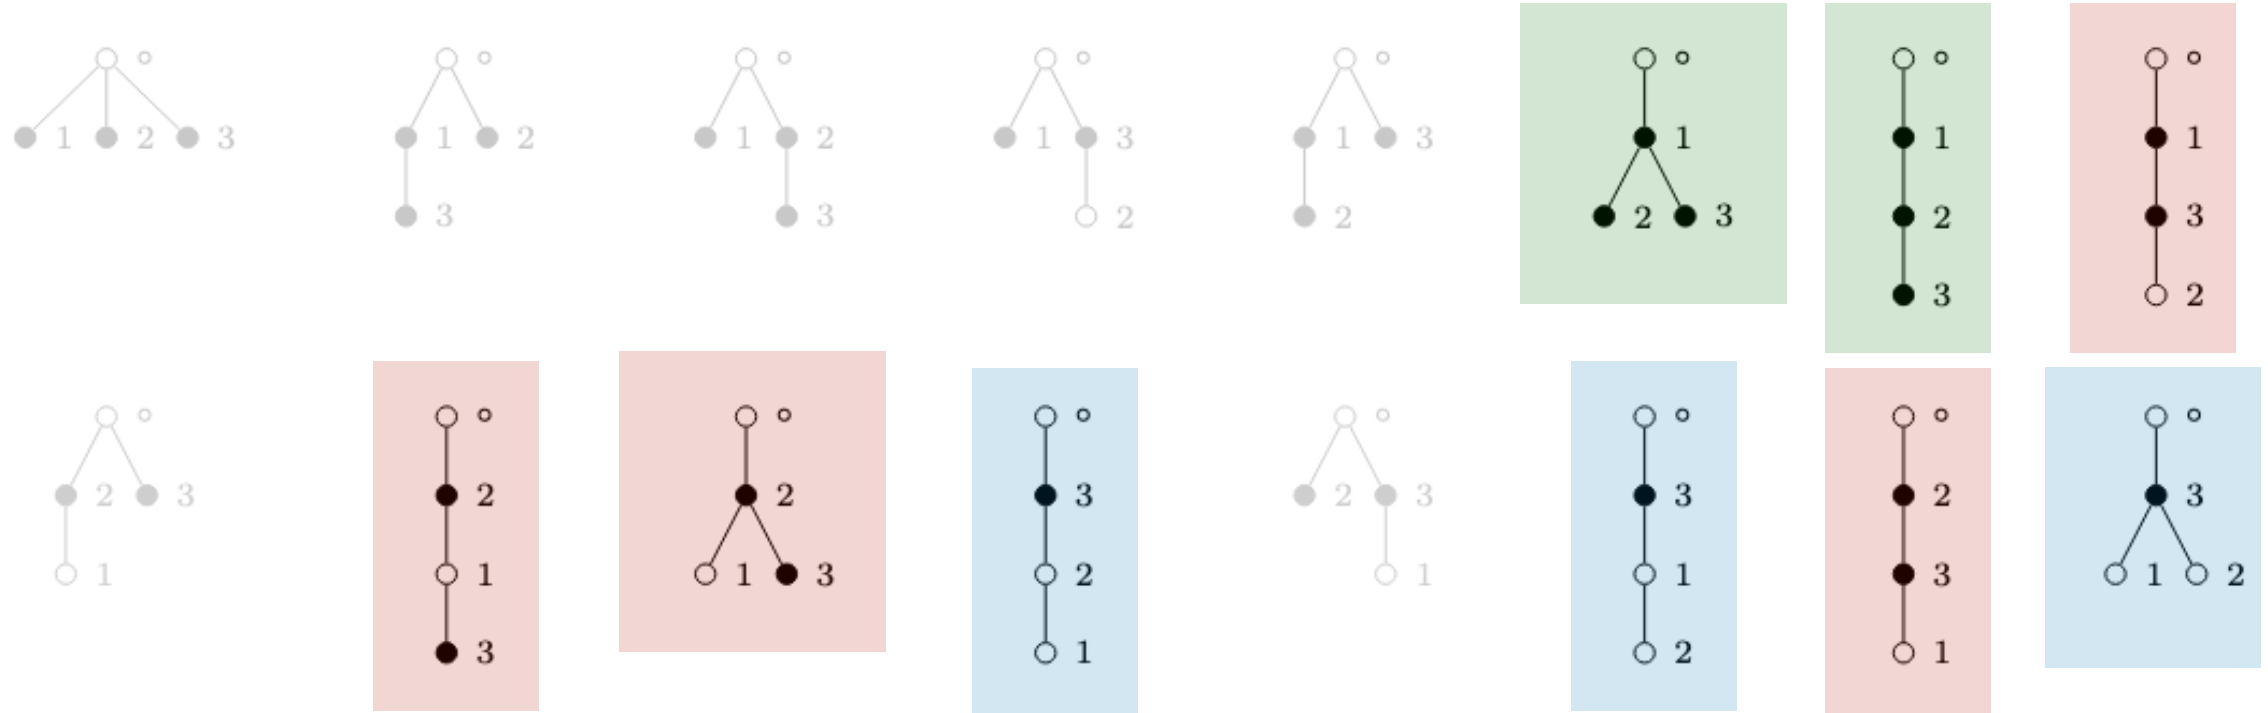 ∘ ∘ ∘ ∘ ∘ ∘ ∘ ∘
1 2 3 1 2 1 2 1 3 1 3 1 1 1
3 3 2 2 2 3 2 3
3 2
∘ ∘ ∘ ∘ ∘ ∘ ∘ ∘
2 3 2 2 3 2 3 3 2 3
1 1 1 3 2 1 1 3 1 2
3 1 2 1